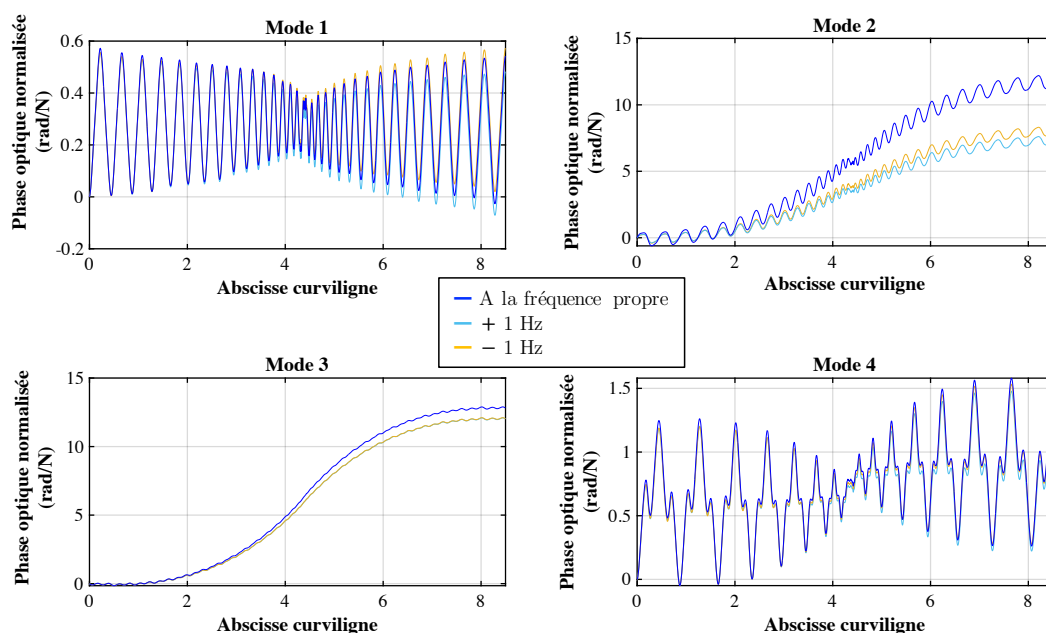 Mode 1
Phase optique normalisée
(rad/N)
0.6
0.4
0.2
0
-0.2
0 2 4 6 8
Abscisse curviligne
Mode 2
Phase optique normalisée
(rad/N)
15
10
5
0
0 2 4 6 8
Abscisse curviligne
A la fréquence propre
+ 1 Hz
− 1 Hz
Mode 3
Phase optique normalisée
(rad/N)
15
10
5
0
0 2 4 6 8
Abscisse curviligne
Mode 4
Phase optique normalisée
(rad/N)
1.5
1
0.5
0
0 2 4 6 8
Abscisse curviligne